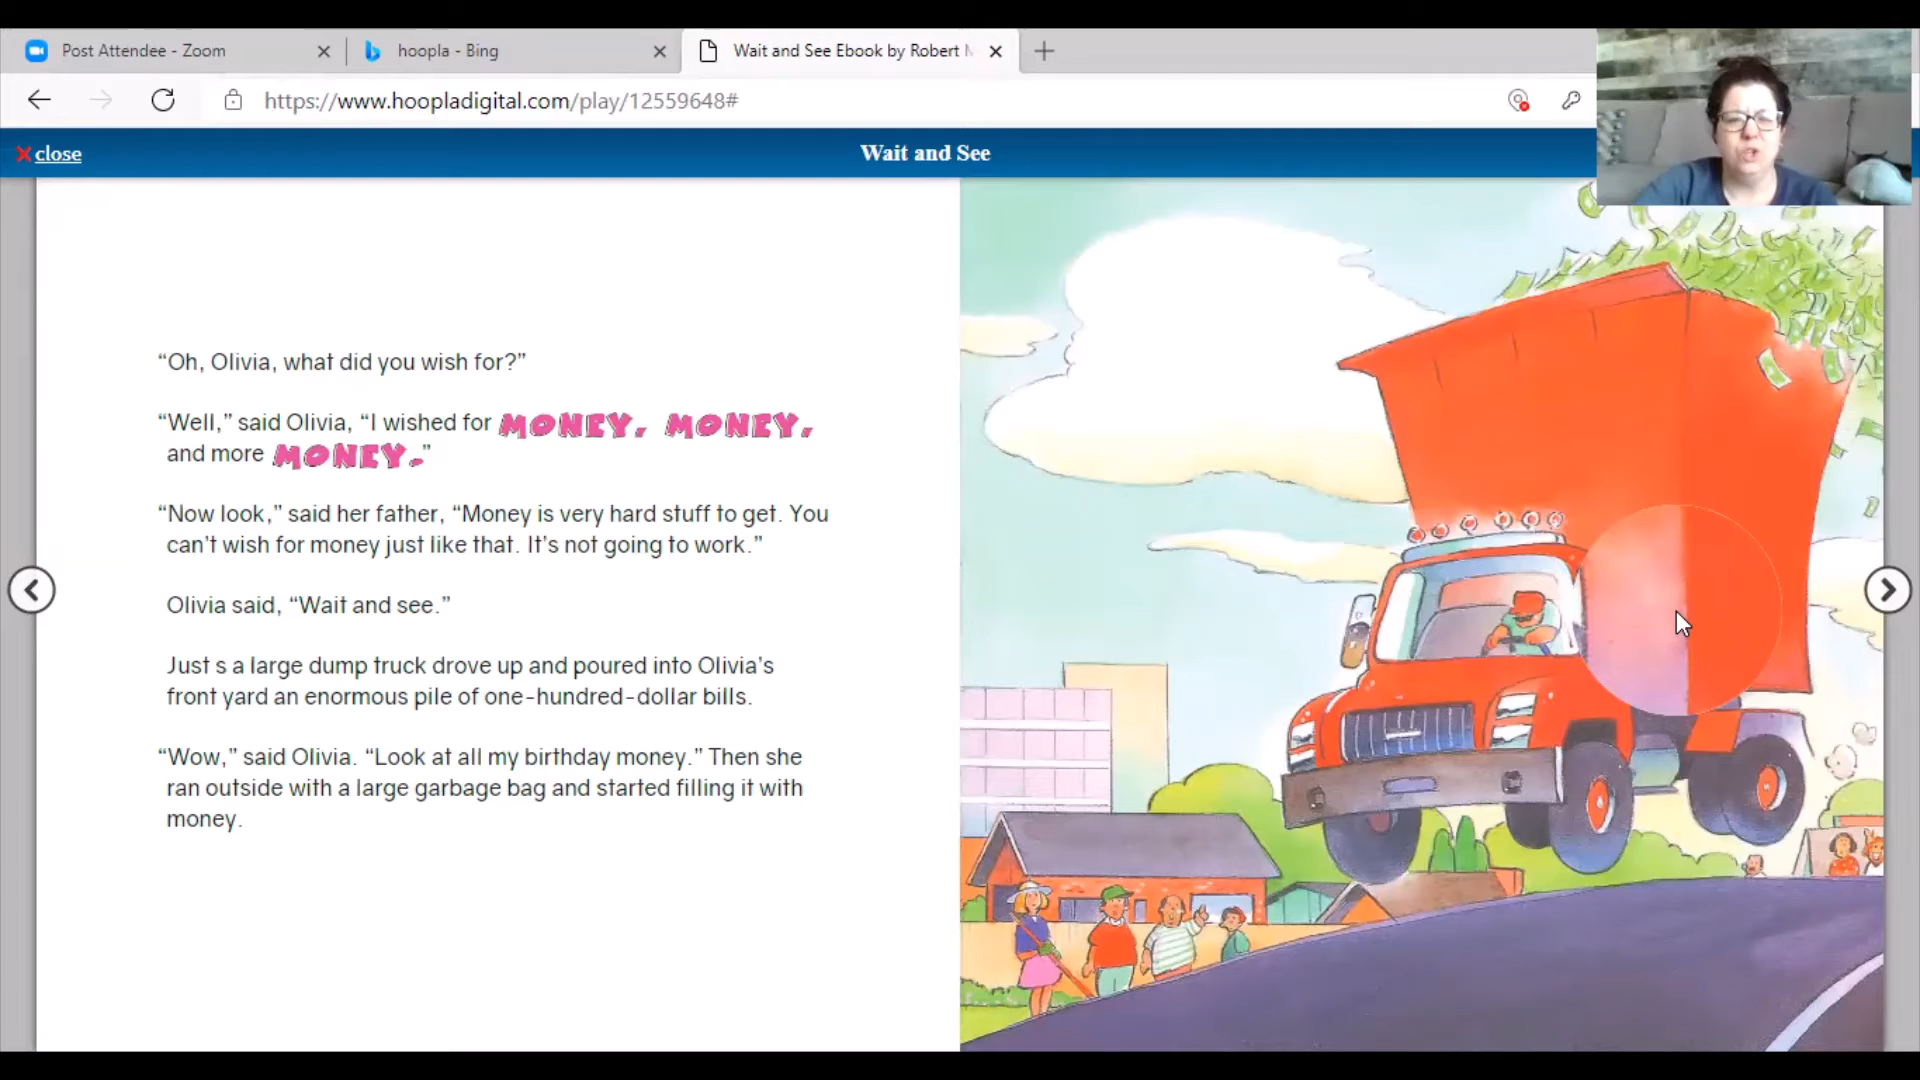 Post Attendee - Zoom
hoopla - Bing
Wait and See Ebook by Robert M
https://www.hoopladigital.com/play/12559648#
close
Wait and See
“Oh, Olivia, what did you wish for?”
“Well,” said Olivia, “I wished for MONEY, MONEY,
and more MONEY.”
“Now look,” said her father, “Money is very hard stuff to get. You
can’t wish for money just like that. It’s not going to work.”
Olivia said, “Wait and see.”
Just s a large dump truck drove up and poured into Olivia’s
front yard an enormous pile of one-hundred-dollar bills.
“Wow,” said Olivia. “Look at all my birthday money.” Then she
ran outside with a large garbage bag and started filling it with
money.